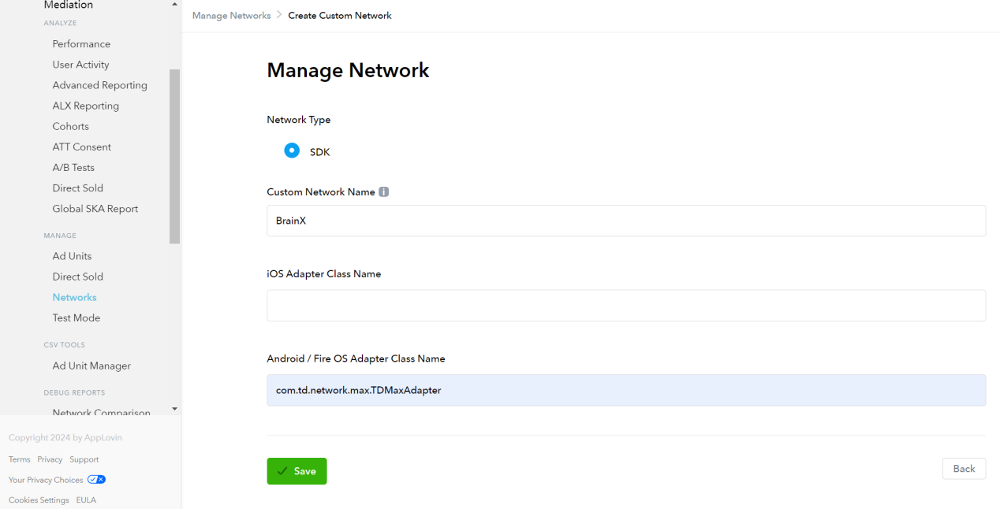 Mediation
ANALYZE
Performance
User Activity
Advanced Reporting
ALX Reporting
Cohorts
ATT Consent
A/B Tests
Direct Sold
Global SKA Report
MANAGE
Ad Units
Direct Sold
Networks
Test Mode
CSV TOOLS
Ad Unit Manager
DEBUG REPORTS
Network Comparison
Copyright 2024 by AppLovin
Terms Privacy Support
Your Privacy Choices
Cookies Settings EULA
Manage Networks > Create Custom Network
Manage Network
Network Type
SDK
Custom Network Name i
BrainX
iOS Adapter Class Name
Android / Fire OS Adapter Class Name
com.td.network.max.TDMaxAdapter
Save
Back